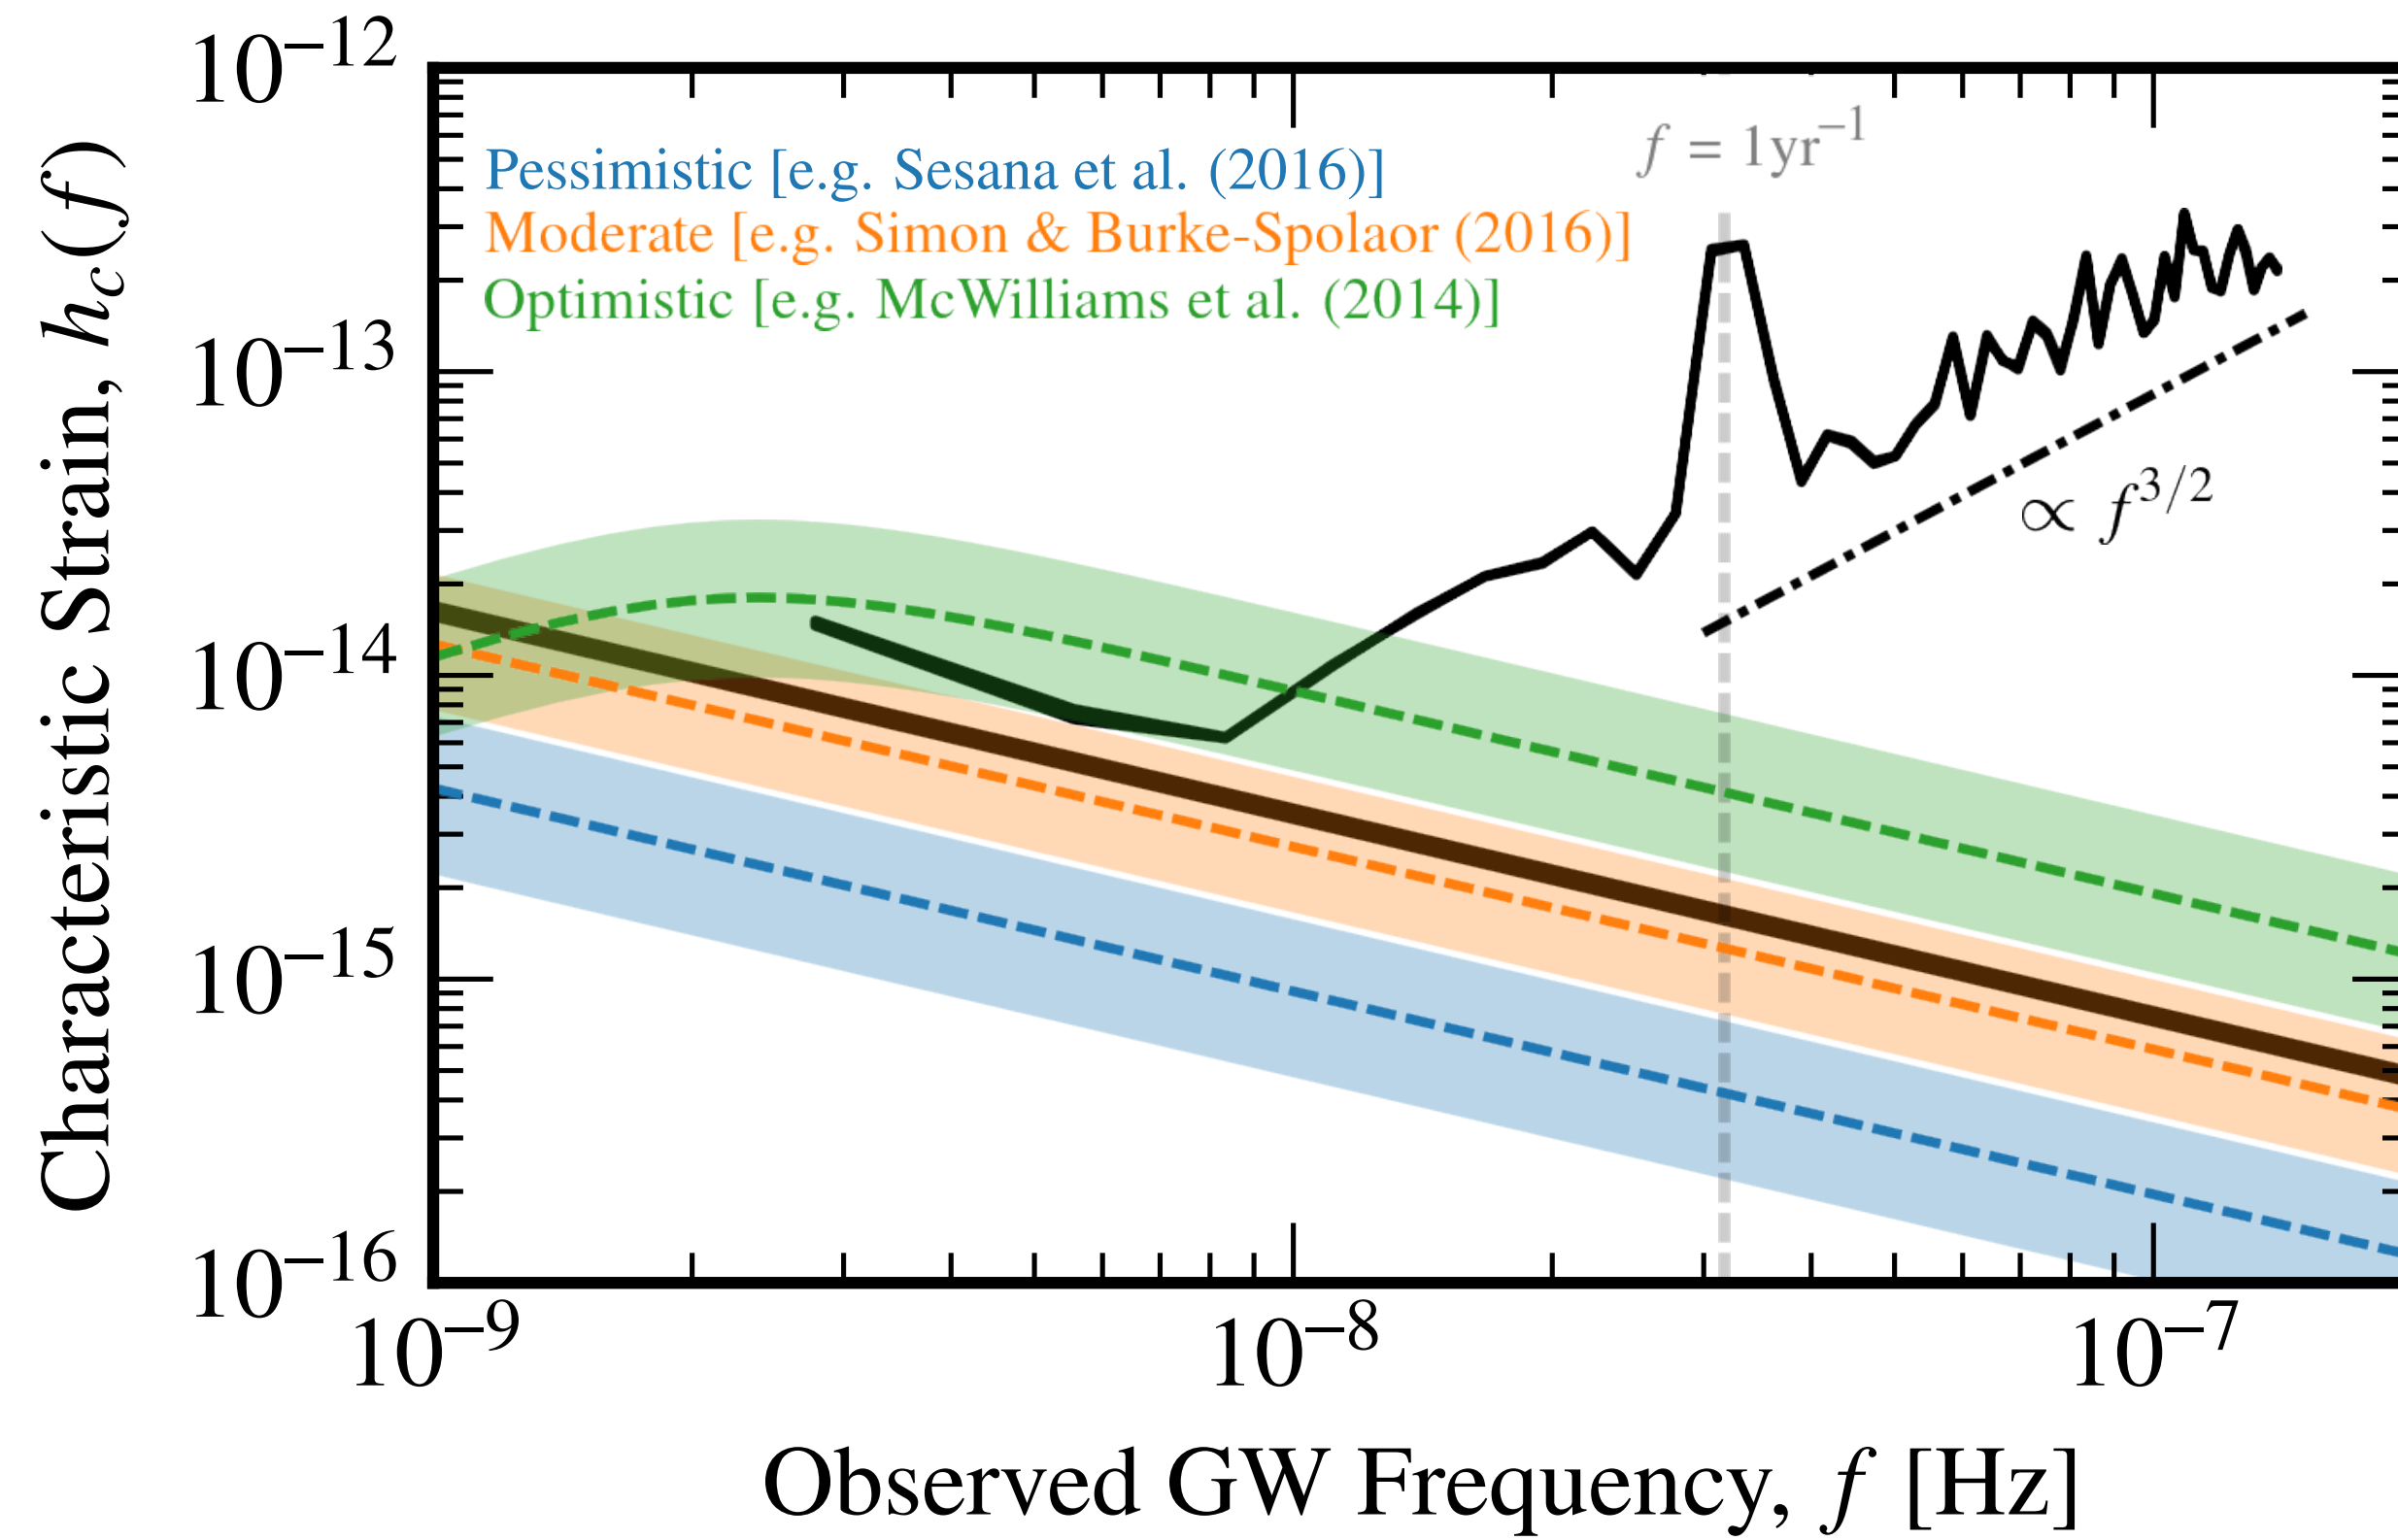 Characteristic Strain, h_c(f)
10⁻¹²
10⁻¹³
10⁻¹⁴
10⁻¹⁵
10⁻¹⁶
Pessimistic [e.g. Sesana et al. (2016)]
Moderate [e.g. Simon & Burke-Spolaor (2016)]
Optimistic [e.g. McWilliams et al. (2014)]
f = 1yr⁻¹
∝ f³/²
10⁻⁹
10⁻⁸
10⁻⁷
Observed GW Frequency, f [Hz]